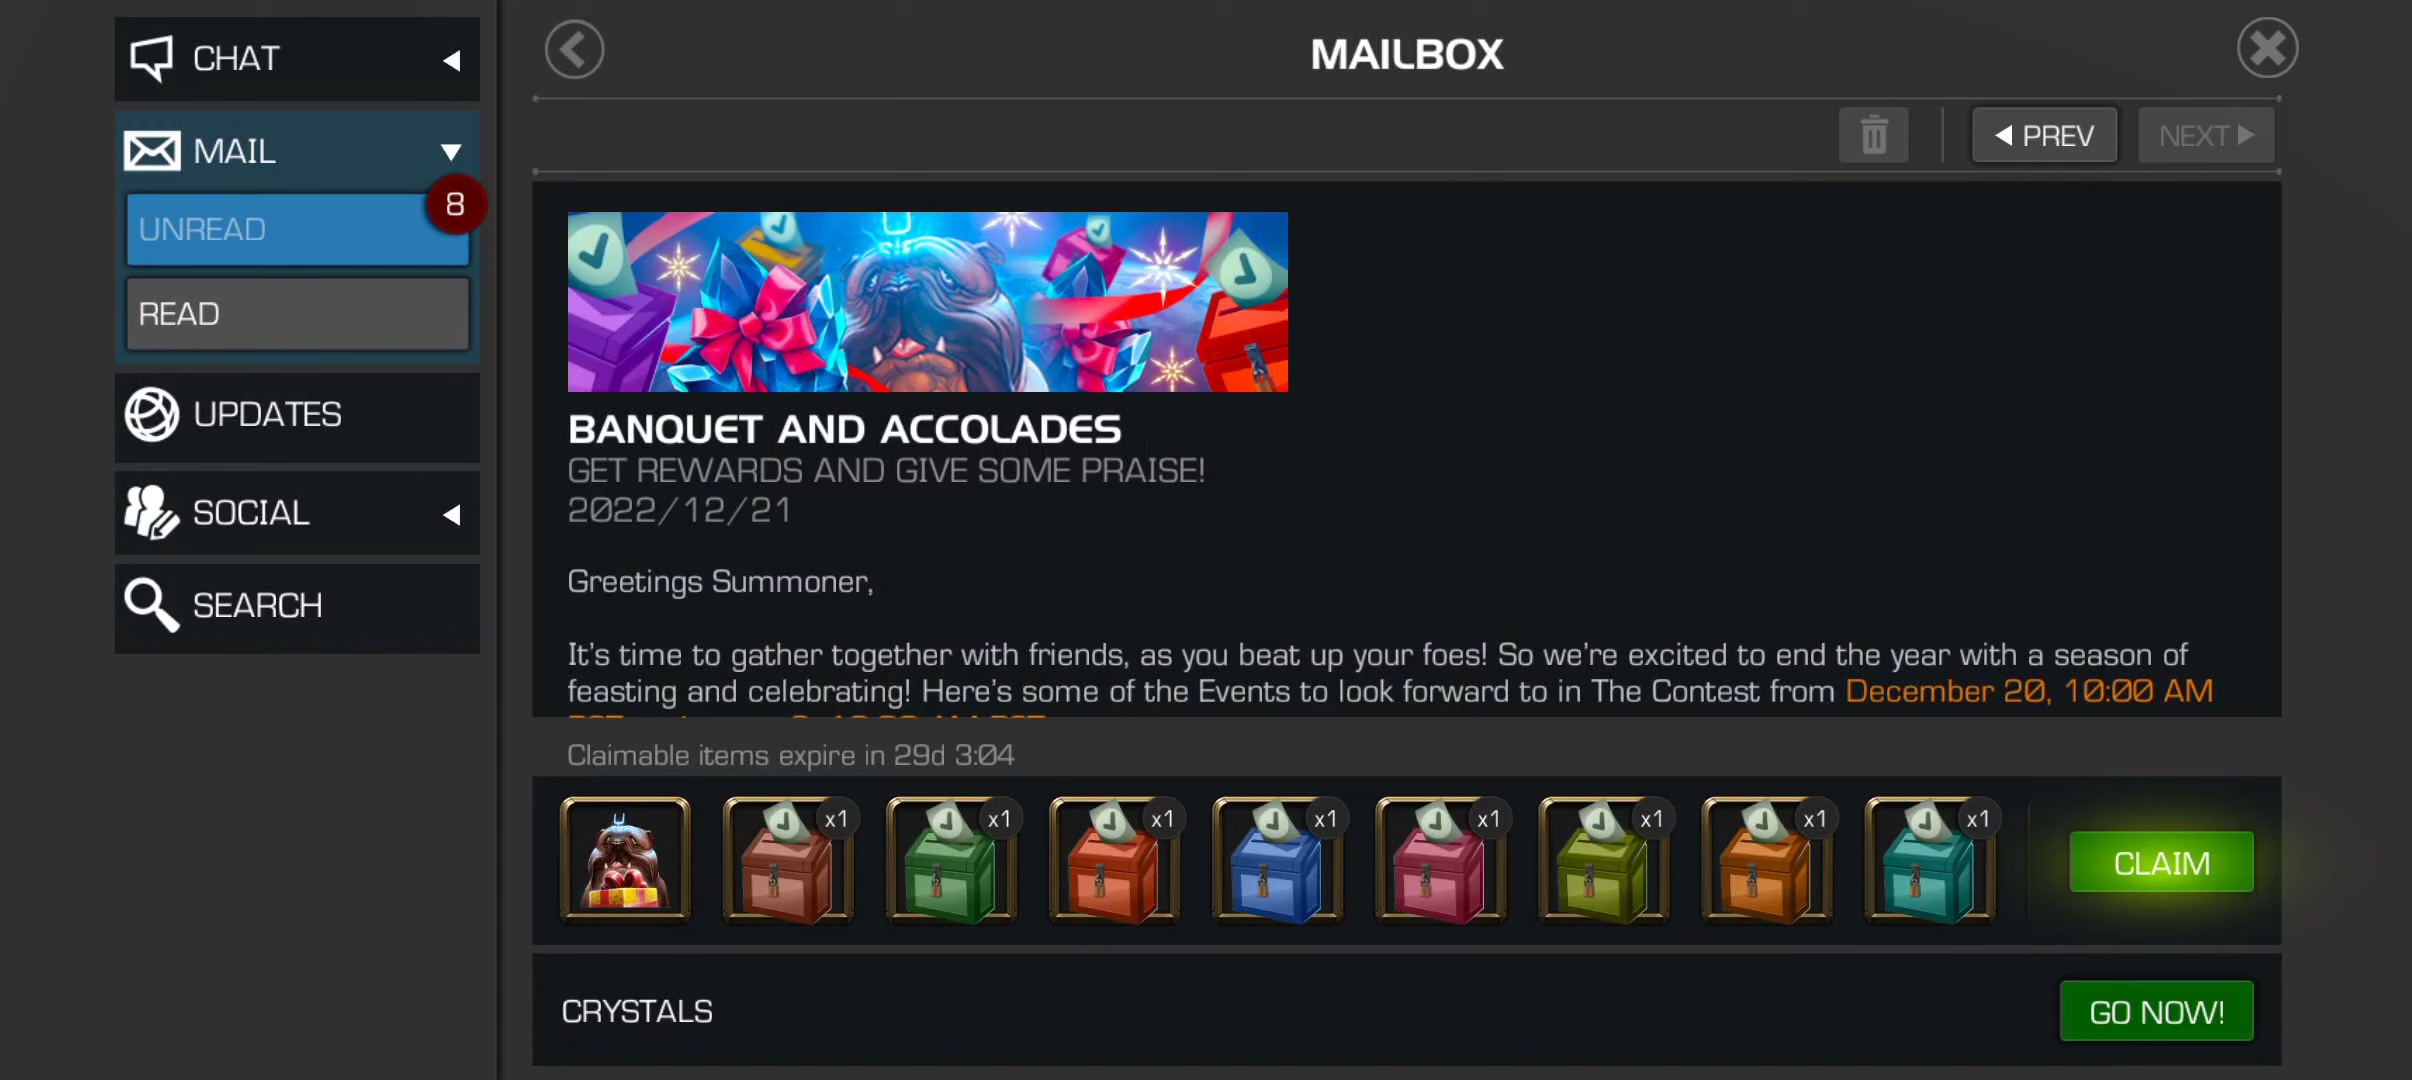 CHAT
MAIL
8
UNREAD
READ
UPDATES
SOCIAL
SEARCH
MAILBOX
PREV
NEXT
BANQUET AND ACCOLADES
GET REWARDS AND GIVE SOME PRAISE!
2022/12/21
Greetings Summoner,
It's time to gather together with friends, as you beat up your foes! So we're excited to end the year with a season of
feasting and celebrating! Here's some of the Events to look forward to in The Contest from December 20, 10:00 AM
Claimable items expire in 29d 3:04
x1 x1 x1 x1 x1 x1 x1 x1
CLAIM
CRYSTALS
GO NOW!